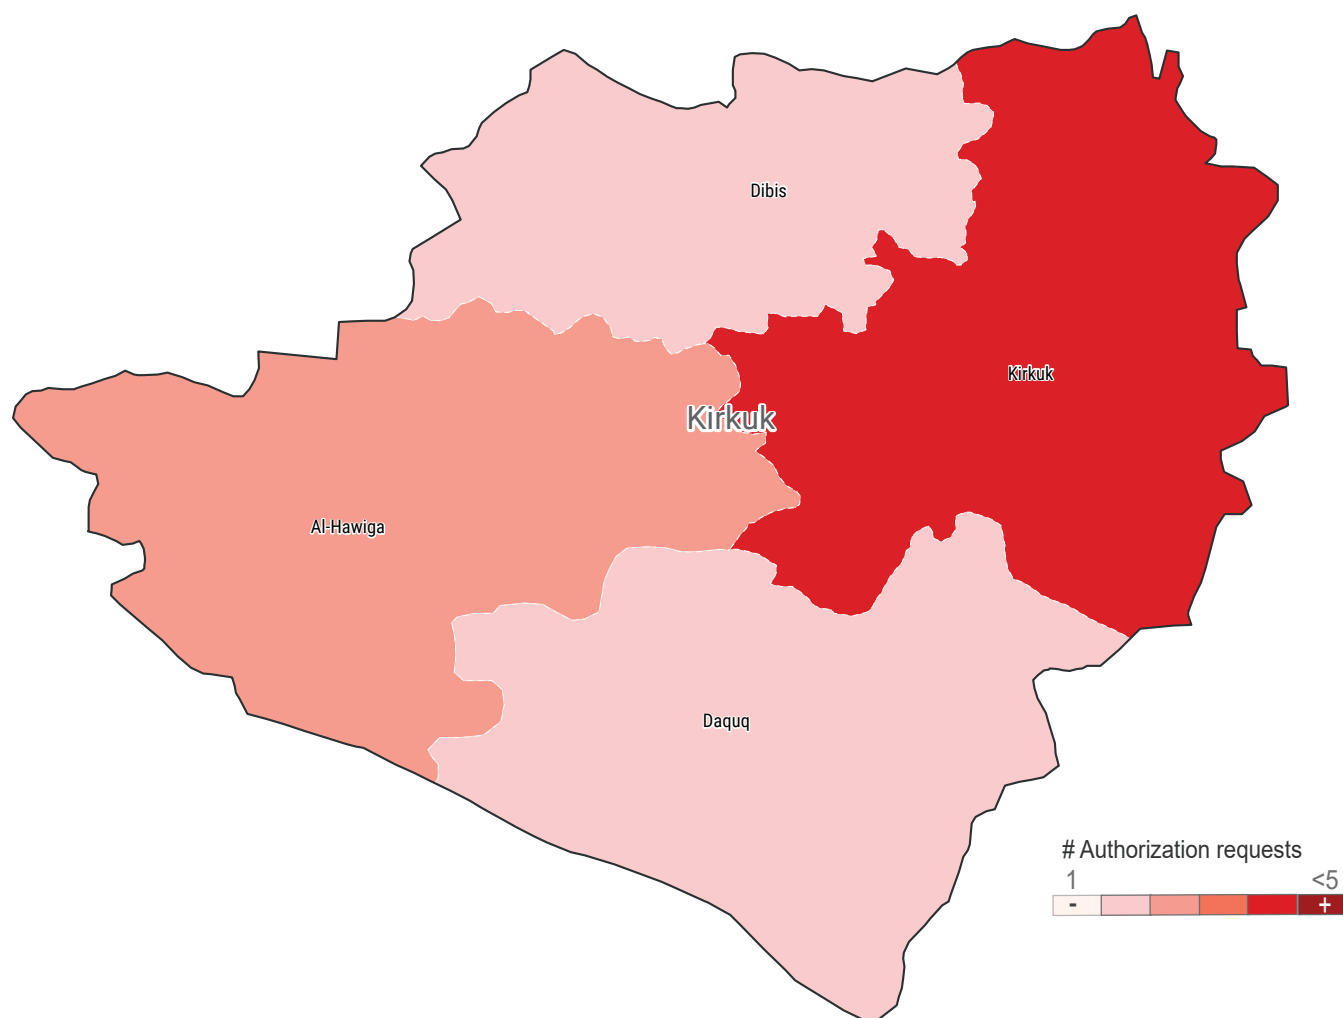 Dibis
Kirkuk
Kirkuk
Al-Hawiga
Daquq
# Authorization requests
1 <5
- +